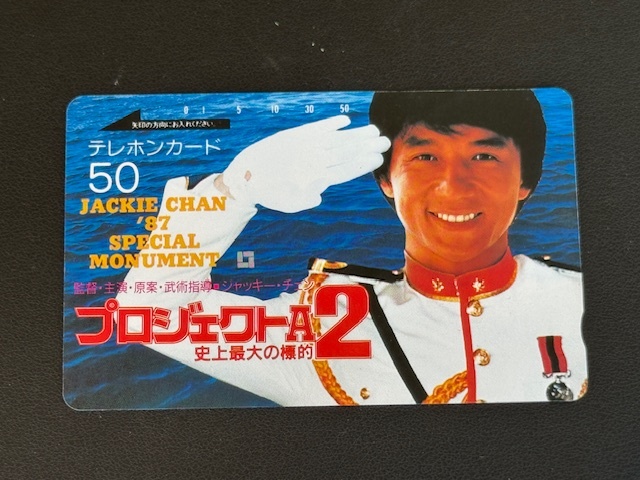 0 1 5 10 30 50
矢印の方向にお入れください。
テレホンカード
50
JACKIE CHAN
'87
SPECIAL
MONUMENT
監督・主演・原案・武術指導■ジャッキー・チェン
プロジェクトA2
史上最大の標的